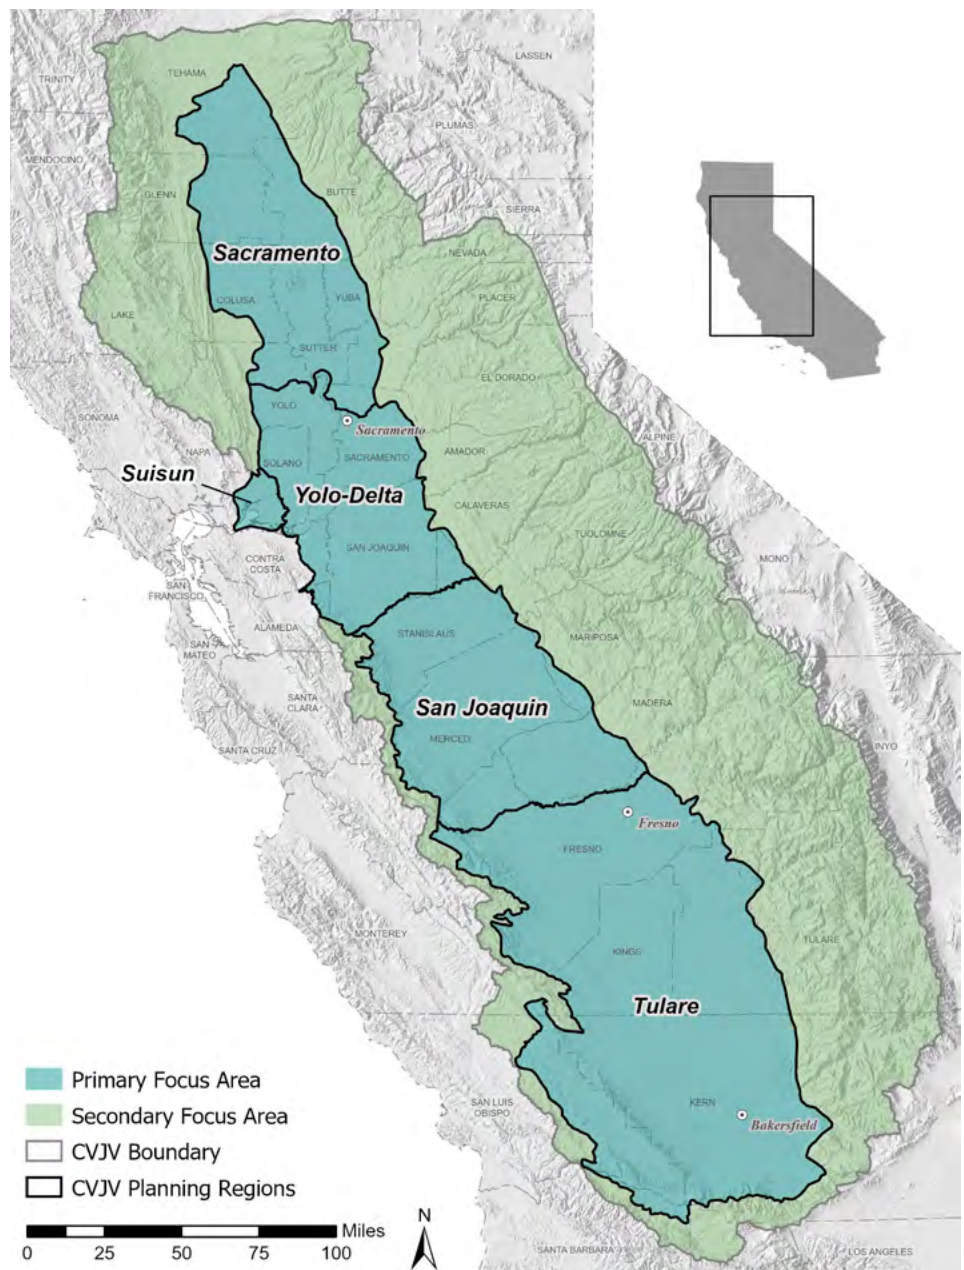 LASSEN
TRINITY
TEHAMA
PLUMAS
MENDOCINO
GLENN
BUTTE
SIERRA
Sacramento
NEVADA
COLUSA
YUBA
PLACER
LAKE
SUTTER
EL DORADO
YOLO
SONOMA
Sacramento
ALPINE
NAPA
AMADOR
SOLANO
SACRAMENTO
Suisun
Yolo-Delta
CALAVERAS
TUOLOMNE
SAN JOAQUIN
CONTRA
COSTA
MONO
SAN
FRANCISCO
ALAMEDA
STANISLAUS
MARIPOSA
SAN
MATEO
SANTA
CLARA
San Joaquin
MADERA
MERCED
SANTA CRUZ
INYO
Fresno
FRESNO
MONTEREY
TULARE
KINGS
Tulare
Primary Focus Area
Secondary Focus Area
CVJV Boundary
CVJV Planning Regions
SAN LUIS
OBISPO
KERN
Bakersfield
Miles
0 25 50 75 100
N
SANTA BARBARA
LOS ANGELES